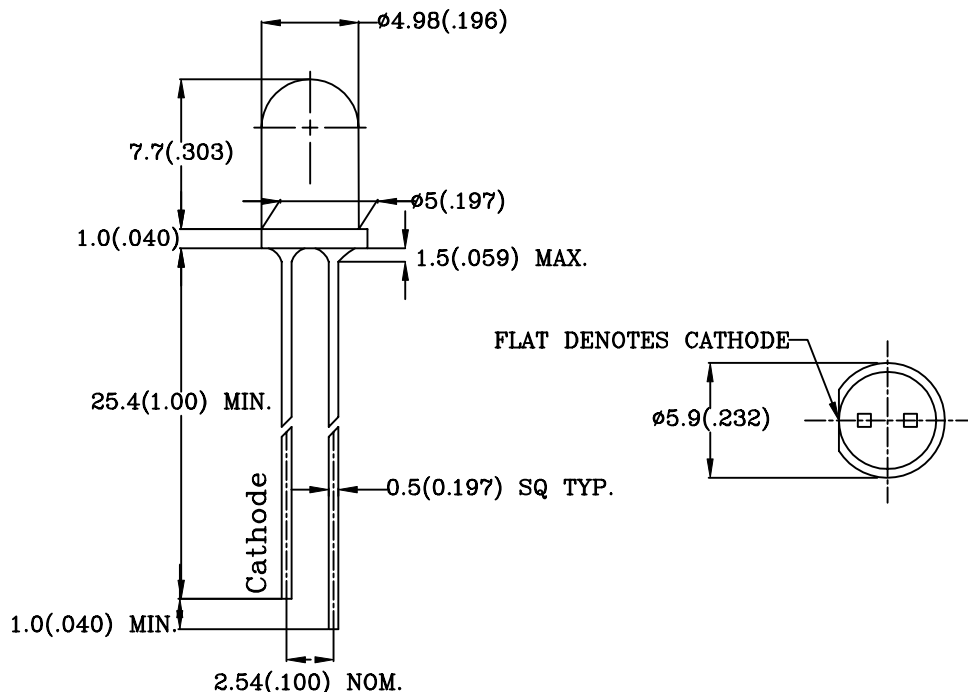 ø4.98(.196)
7.7(.303)
ø5(.197)
1.0(.040)
1.5(.059) MAX.
FLAT DENOTES CATHODE
25.4(1.00) MIN.
ø5.9(.232)
0.5(0.197) SQ TYP.
Cathode
1.0(.040) MIN.
2.54(.100) NOM.